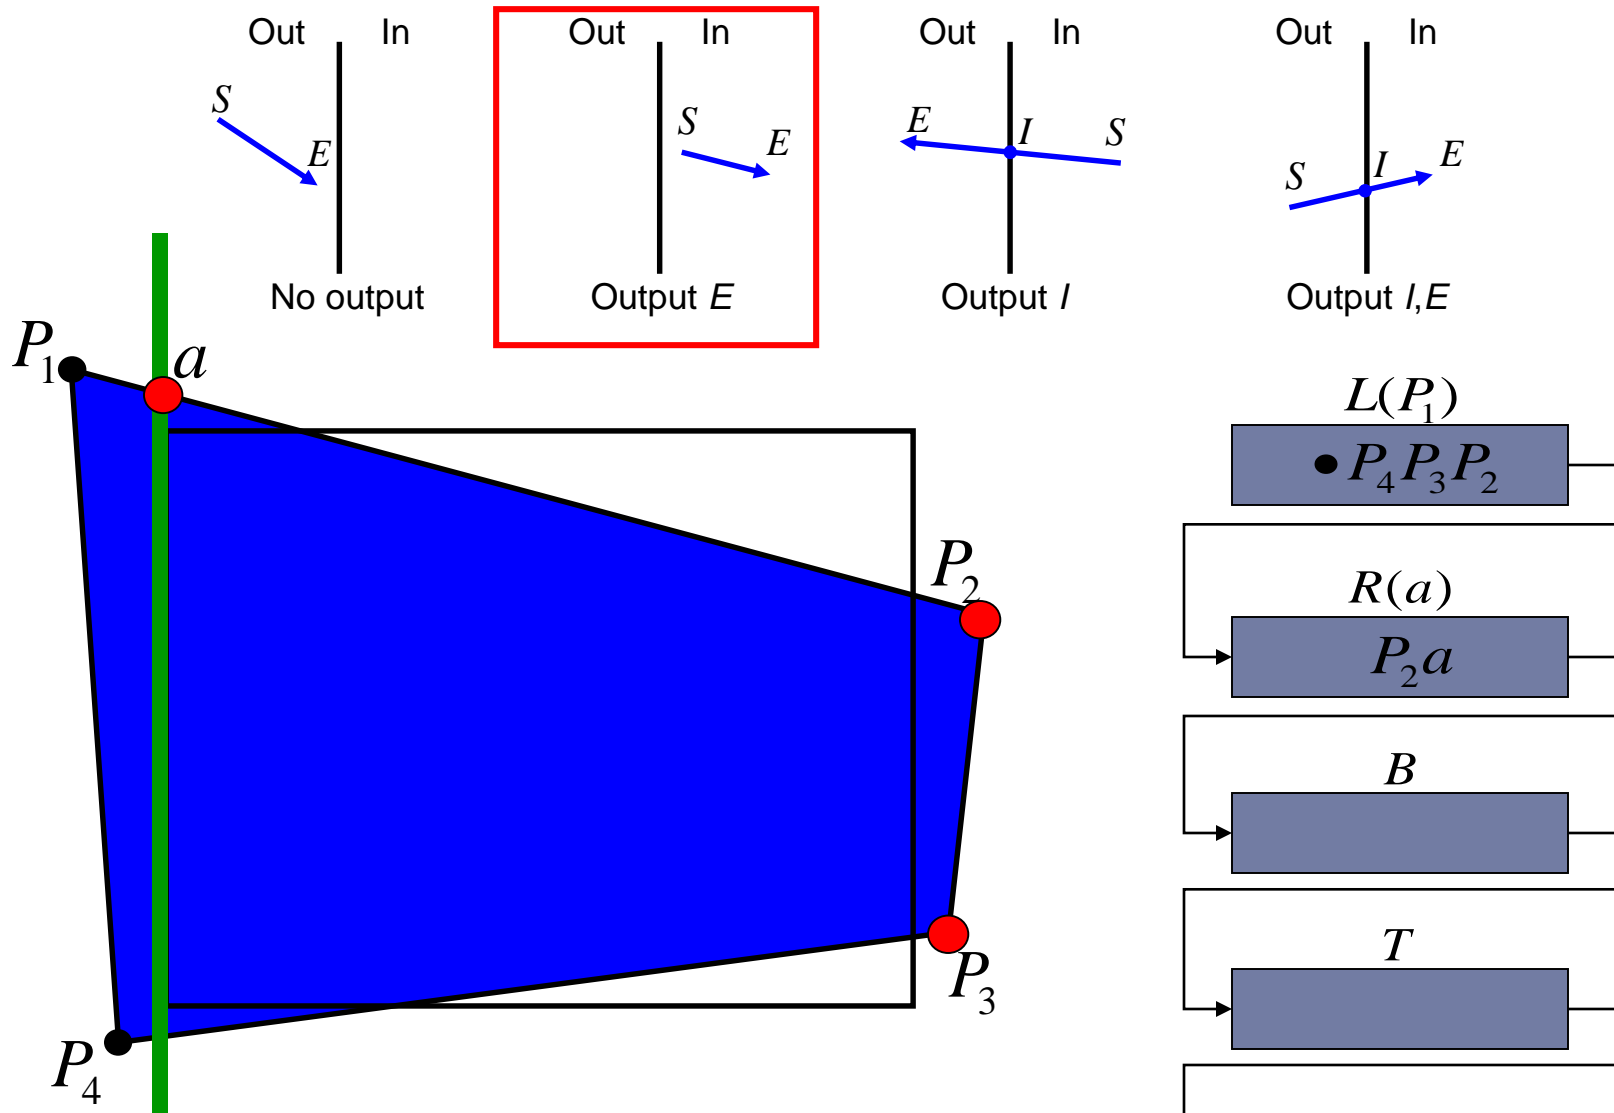 Out In
Out In
Out In
Out In
S
E
S
E
E
I
S
S
I
E
No output
Output E
Output I
Output I,E
P1
a
L(P1)
• P4P3P2
P2
R(a)
P2a
B
T
P3
P4